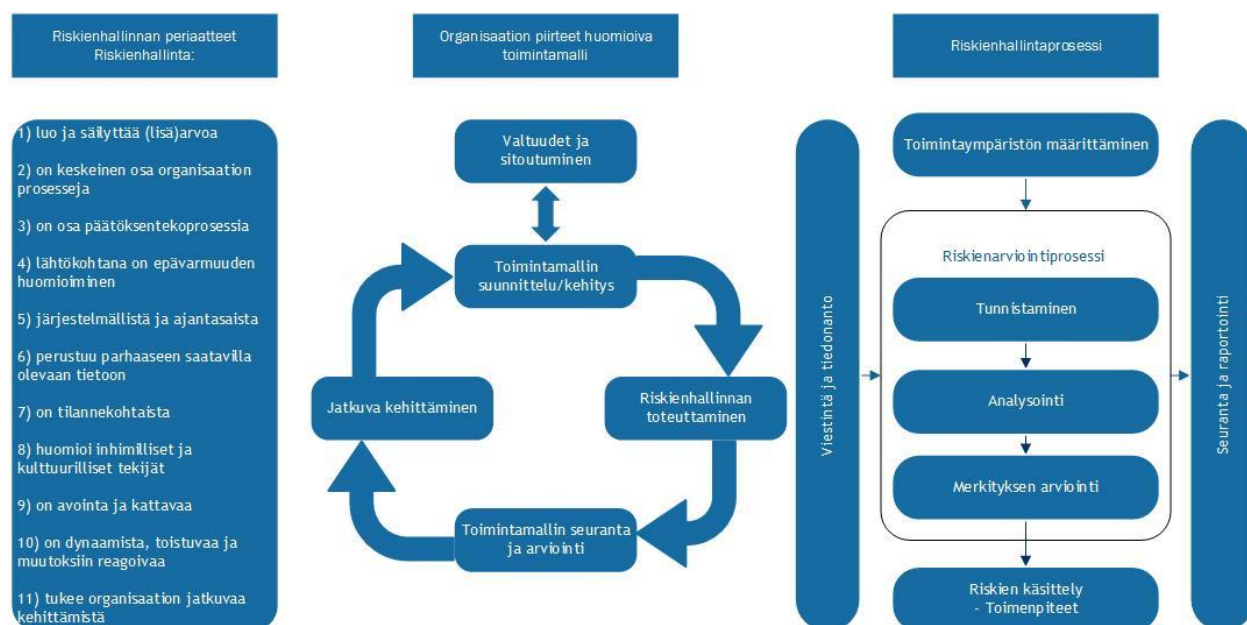 Riskienhallinnan periaatteet
Riskienhallinta:
1) luo ja säilyttää (lisä)arvoa
2) on keskeinen osa organisaation
prosesseja
3) on osa päätöksentekoprosessia
4) lähtökohtana on epävarmuuden
huomioiminen
5) järjestelmällistä ja ajantasaista
6) perustuu parhaaseen saatavilla
olevaan tietoon
7) on tilannekohtaista
8) huomioi inhimilliset ja
kulttuurilliset tekijät
9) on avointa ja kattavaa
10) on dynaamista, toistuvaa ja
muutoksiin reagoivaa
11) tukee organisaation jatkuvaa
kehittämistä
Organisaation piirteet huomioiva
toimintamalli
Valtuudet ja
sitoutuminen
Toimintamallin
suunnittelu/kehitys
Riskienhallinnan
toteuttaminen
Toimintamallin seuranta
ja arviointi
Jatkuva kehittäminen
Riskienhallintaprosessi
Viestintä ja tiedonanto
Toimintaympäristön määrittäminen
Riskienarviointiprosessi
Tunnistaminen
Analysointi
Merkityksen arviointi
Riskien käsittely
- Toimenpiteet
Seuranta ja raportointi